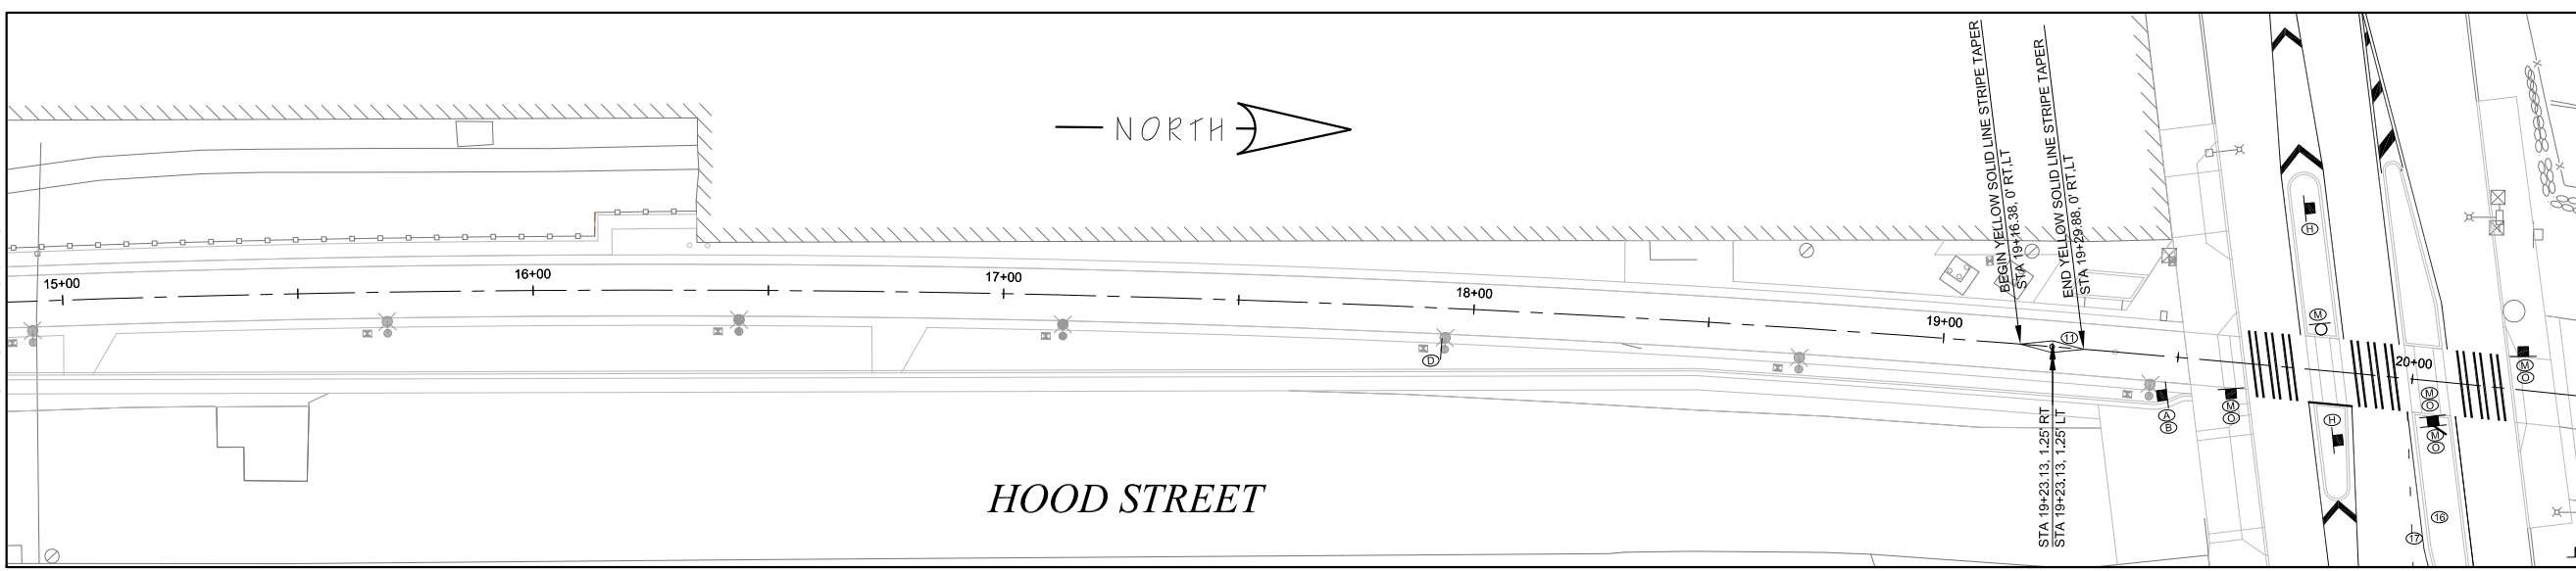 NORTH
BEGIN YELLOW SOLID LINE STRIPE TAPER
STA 19+16.38, 0' RT,LT
END YELLOW SOLID LINE STRIPE TAPER
STA 19+29.88, 0' RT,LT
15+00
16+00
17+00
18+00
19+00
20+00
11
D
A
B
M
O
H
M
H
M
O
M
O
M
O
16
17
STA 19+23.13, 1.25' RT
STA 19+23.13, 1.25' LT
HOOD STREET